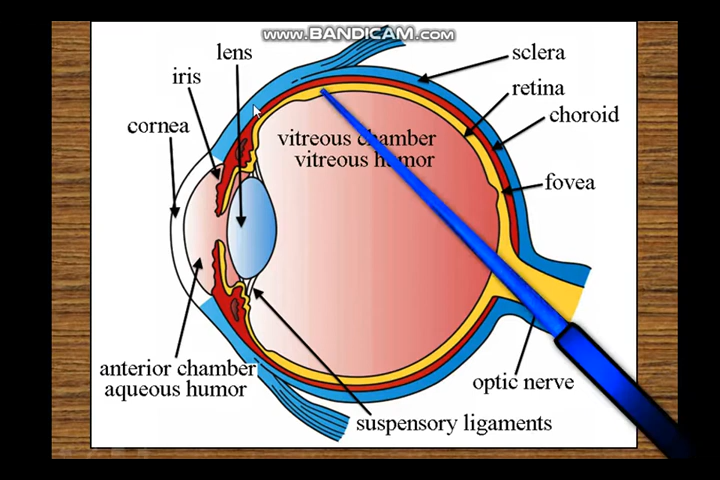 www.BANDICAM.com
lens
sclera
iris
retina
choroid
cornea
vitreous chamber
vitreous humor
fovea
anterior chamber
aqueous humor
optic nerve
suspensory ligaments